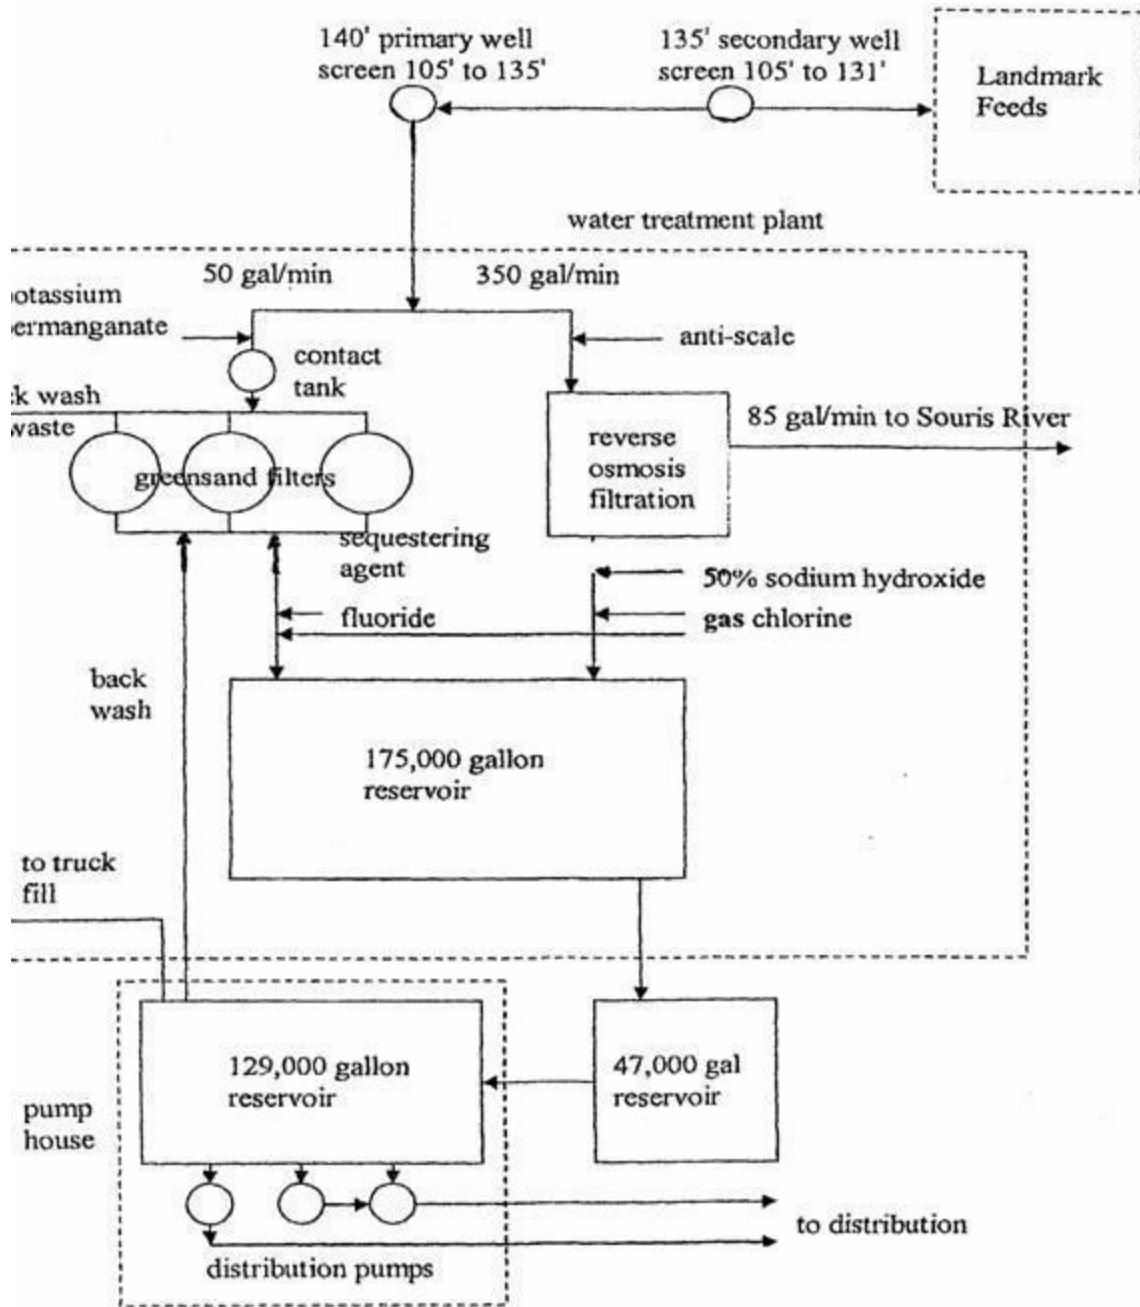 140' primary well
screen 105' to 135'
135' secondary well
screen 105' to 131'
Landmark
Feeds
water treatment plant
50 gal/min
350 gal/min
otassium
ermanganate
anti-scale
contact
tank
ck wash
waste
85 gal/min to Souris River
reverse
osmosis
filtration
greensand filters
sequestering
agent
50% sodium hydroxide
fluoride
gas chlorine
back
wash
175,000 gallon
reservoir
to truck
fill
129,000 gallon
reservoir
47,000 gal
reservoir
pump
house
to distribution
distribution pumps